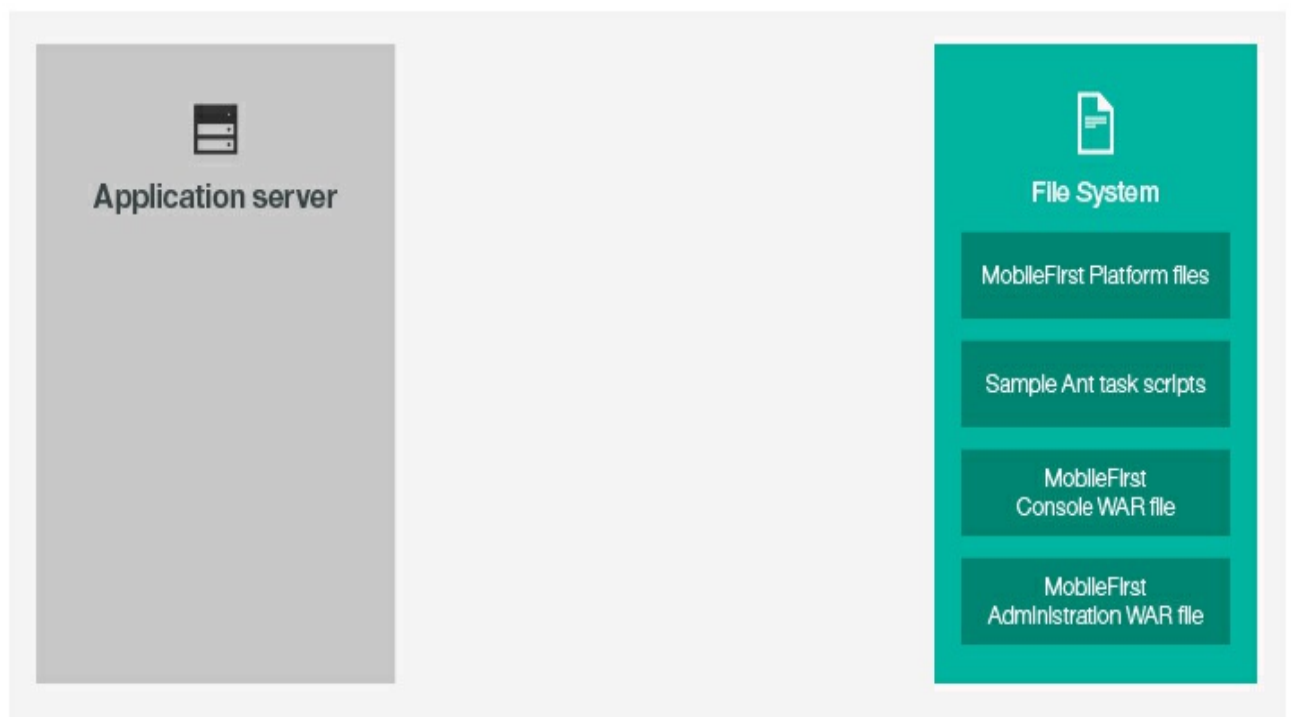 Application server
File System
MobileFirst Platform files
Sample Ant task scripts
MobileFirst
Console WAR file
MobileFirst
Administration WAR file